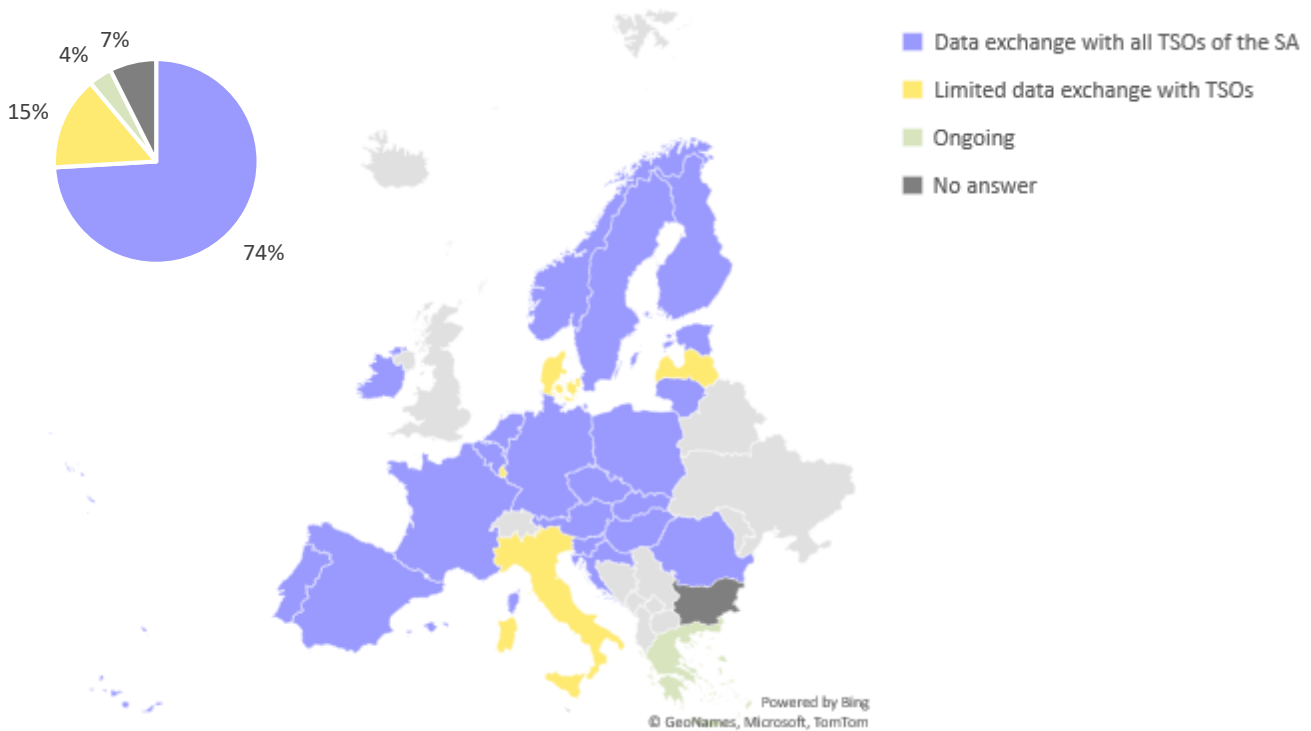 7%
4%
15%
74%
Data exchange with all TSOs of the SA
Limited data exchange with TSOs
Ongoing
No answer
Powered by Bing
© GeoNames, Microsoft, TomTom